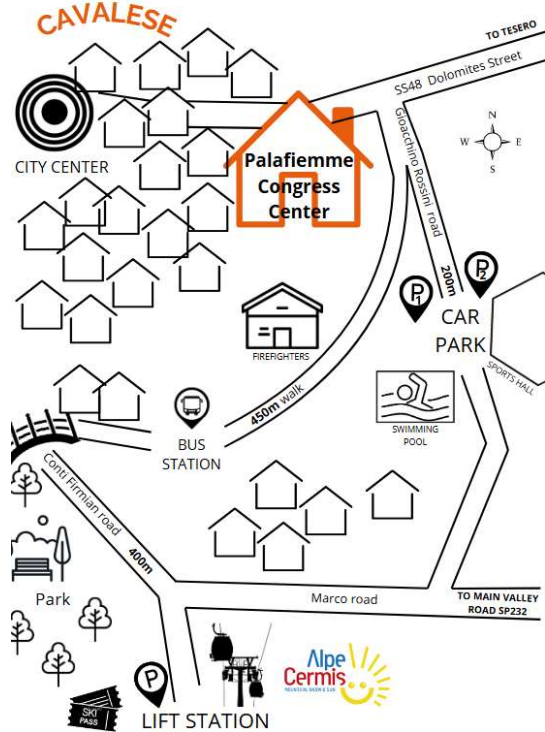 CAVALESE
TO TESERO
SS48 Dolomites Street
CITY CENTER
Palafiemme
Congress
Center
Gioacchino Rossini road
N
W
E
S
200m
P1
P2
CAR
PARK
SPORTS HALL
FIREFIGHTERS
450m walk
SWIMMING
POOL
BUS
STATION
Conti Firmian road
400m
Park
Marco road
TO MAIN VALLEY
ROAD SP232
P
Alpe
Cermis
SKI
PASS
LIFT STATION